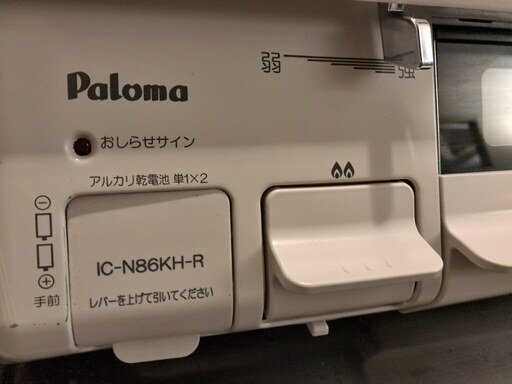 弱 強
Paloma
おしらせサイン
アルカリ乾電池 単1×2
IC-N86KH-R
レバーを上げて引いてください
手前